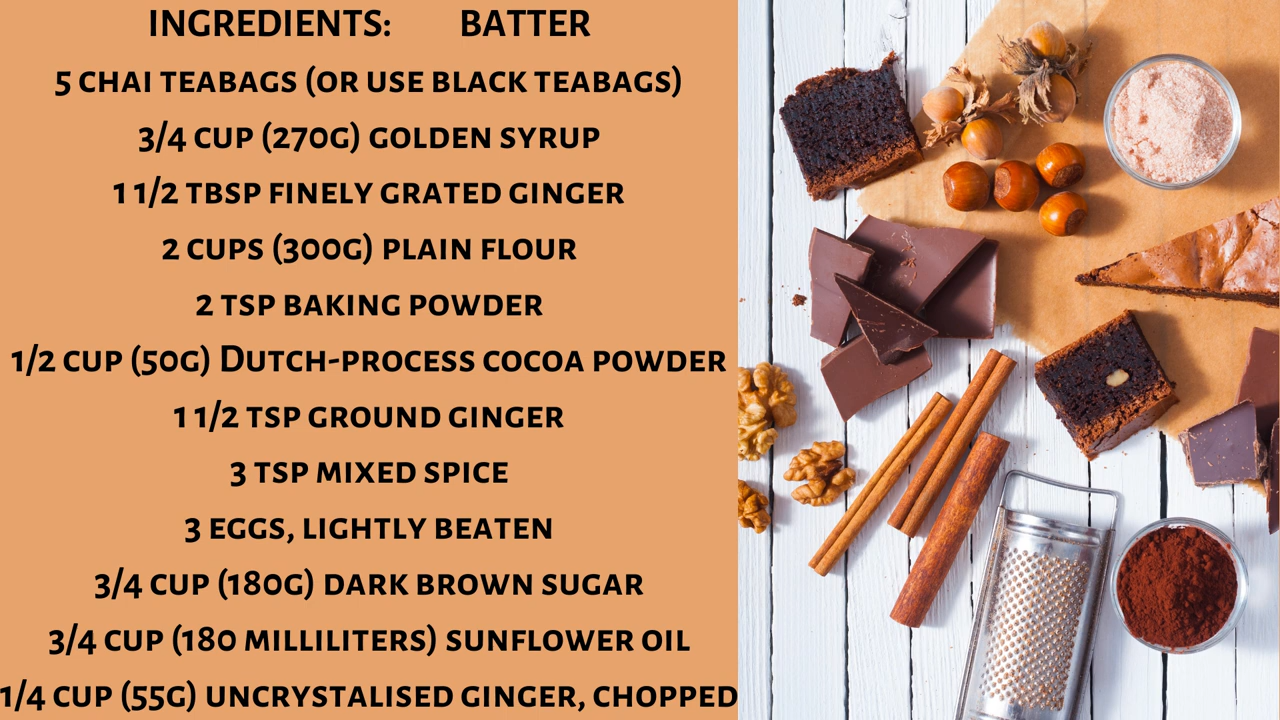 INGREDIENTS: BATTER
5 CHAI TEABAGS (OR USE BLACK TEABAGS)
3/4 CUP (270G) GOLDEN SYRUP
1 1/2 TBSP FINELY GRATED GINGER
2 CUPS (300G) PLAIN FLOUR
2 TSP BAKING POWDER
1/2 CUP (50G) DUTCH-PROCESS COCOA POWDER
1 1/2 TSP GROUND GINGER
3 TSP MIXED SPICE
3 EGGS, LIGHTLY BEATEN
3/4 CUP (180G) DARK BROWN SUGAR
3/4 CUP (180 MILLILITERS) SUNFLOWER OIL
1/4 CUP (55G) UNCRYSTALISED GINGER, CHOPPED